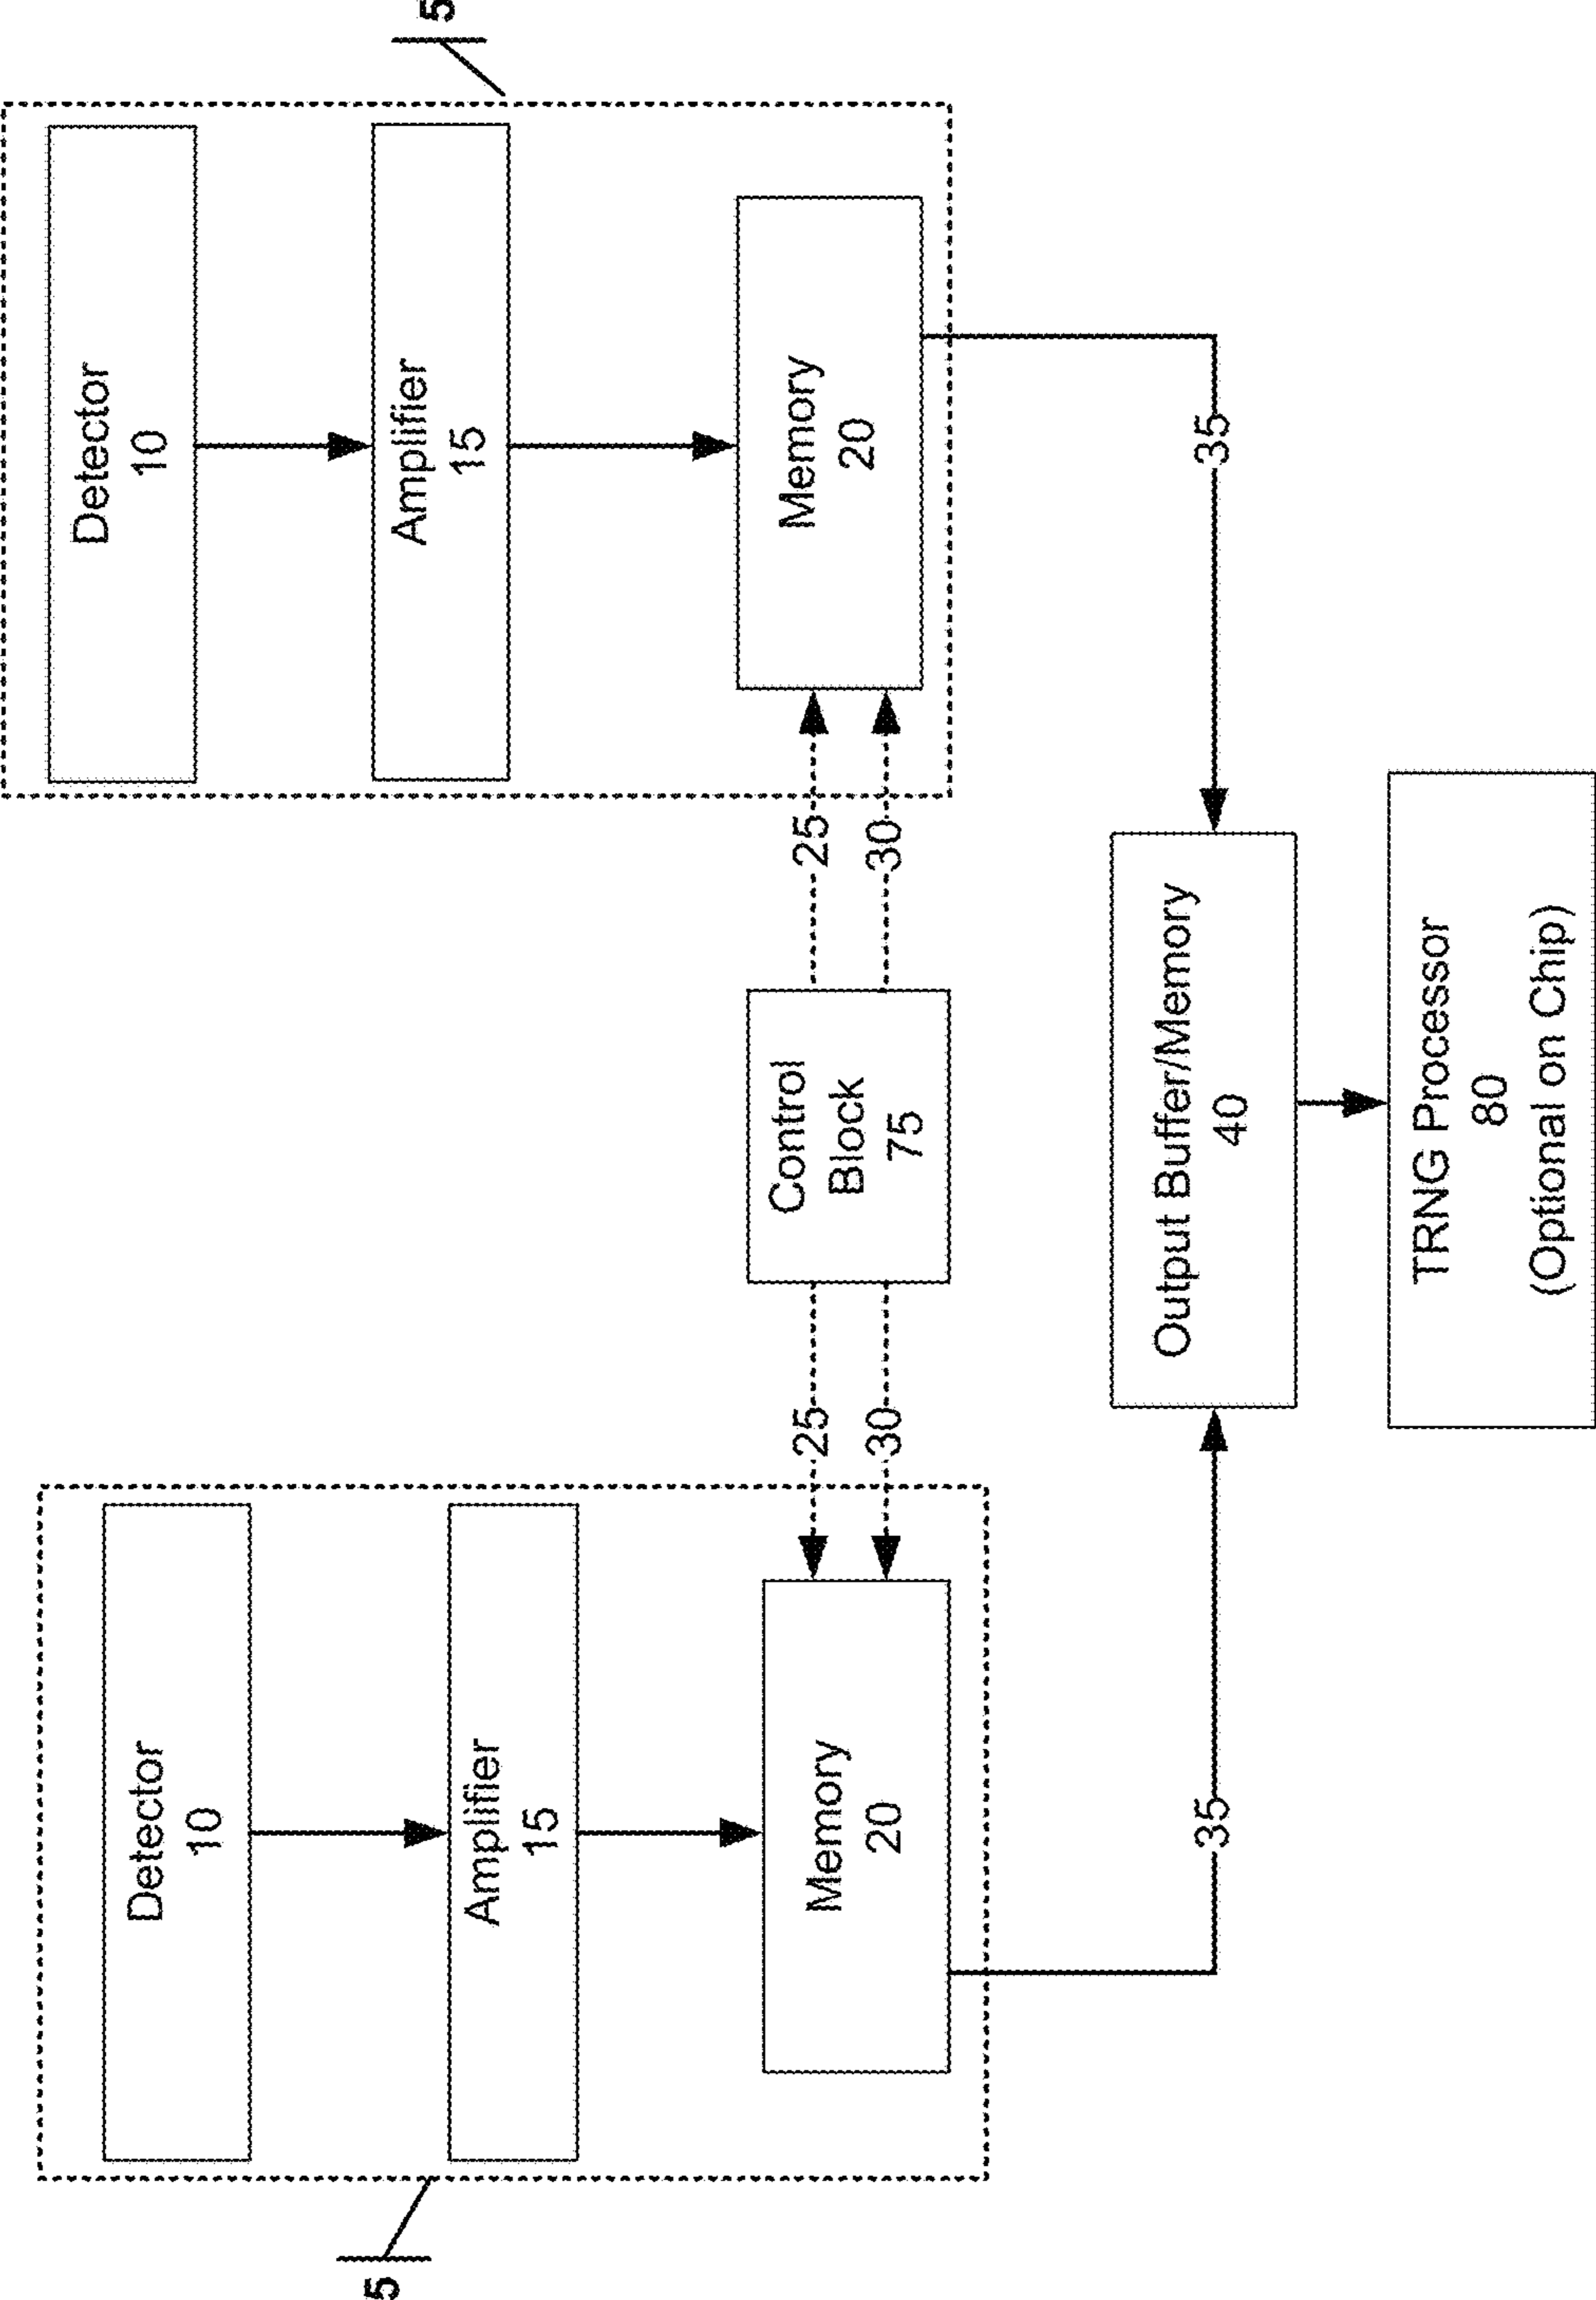 5
Detector
10
Amplifier
15
Memory
20
25
30
35
Control
Block
75
5
Detector
10
Amplifier
15
Memory
20
25
30
35
Output Buffer/Memory
40
TRNG Processor
80
(Optional on Chip)